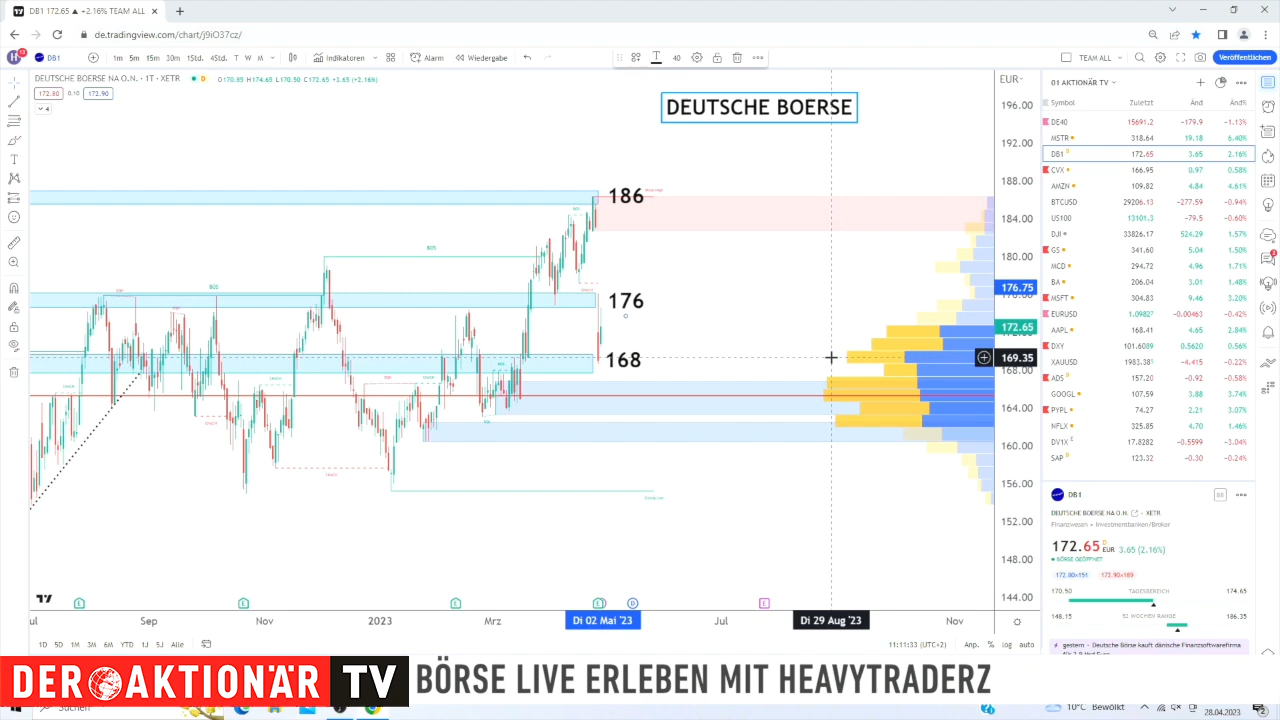 DB1 172.65 ▲ +2.16% TEAM ALL
de.tradingview.com/chart/j9iO37cz/
H 13 DB1 1m 5m 15m 30m 1Std. 4Std. T W M Indikatoren Alarm Wiedergabe T 40 TEAM ALL Veröffentlichen
DEUTSCHE BOERSE NA O.N. · 1T · XETR D O170.85 H174.65 L170.50 C172.65 +3.65 (+2.16%)
172.80 0.10 172.90
4
DEUTSCHE BOERSE
186
176
168
BOS
BOS
EUR
196.00
192.00
188.00
184.00
180.00
176.75
176.00
172.65
169.35
168.00
164.00
160.00
156.00
152.00
148.00
144.00
Sep Nov 2023 Mrz Di 02 Mai '23 Jul Di 29 Aug '23 Nov
1D 5D 1M 3M 6M YTD 1J 5J Alle 11:11:33 (UTC+2) Anp. % log auto
01 AKTIONÄR TV
Symbol Zuletzt Änd Änd%
DE40 15691.2 −179.9 −1.13%
MSTR 318.64 19.18 6.40%
DB1 D 172.65 3.65 2.16%
CVX 166.95 0.97 0.58%
AMZN 109.82 4.84 4.61%
BTCUSD 29206.13 −277.59 −0.94%
US100 13101.3 −79.5 −0.60%
DJI 33826.17 524.29 1.57%
GS 341.60 5.04 1.50%
MCD 294.72 4.96 1.71%
BA 206.04 3.01 1.48%
MSFT 304.83 9.46 3.20%
EURUSD 1.09827 −0.00463 −0.42%
AAPL 168.41 4.65 2.84%
DXY 101.6089 0.5620 0.56%
XAUUSD 1983.385 −4.415 −0.22%
ADS D 157.20 −0.92 −0.58%
GOOGL 107.59 3.88 3.74%
PYPL 74.27 2.21 3.07%
NFLX 325.85 4.70 1.46%
DV1X E 17.8282 −0.5599 −3.04%
SAP D 123.32 −0.30 −0.24%
DB1
DEUTSCHE BOERSE NA O.N. · XETR
Finanzwesen • Investmentbanken/Broker
172.65 D EUR 3.65 (2.16%)
BÖRSE GEÖFFNET
172.80×151 172.90×189
170.50 TAGESBEREICH 174.65
148.15 52 WOCHEN RANGE 186.35
gestern - Deutsche Börse kauft dänische Finanzsoftwarefirma
DER AKTIONÄR TV BÖRSE LIVE ERLEBEN MIT HEAVYTRADERZ
Suchen 10°C Bewölkt 28.04.2023